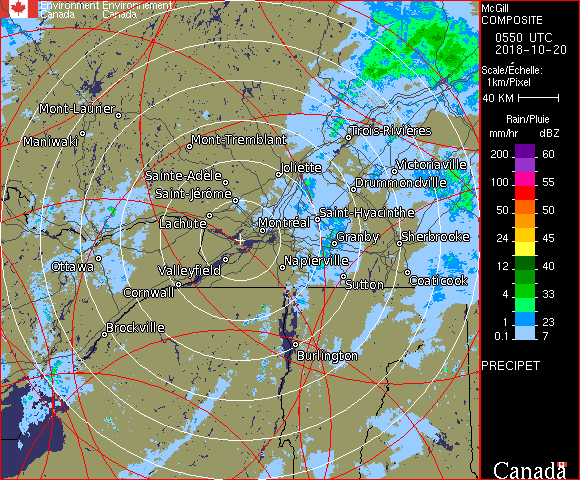 Environment Environnement
Canada Canada
Mont-Laurier
Maniwaki
Mont-Tremblant
Trois-Rivières
Joliette
Victoriaville
Sainte-Adèle
Drummondville
Saint-Jérôme
Saint-Hyacinthe
Lachute
Montréal
Granby
Sherbrooke
Ottawa
Valleyfield
Napierville
Coaticook
Sutton
Cornwall
Brockville
Burlington
McGill
COMPOSITE
0550 UTC
2018-10-20
Scale/Échelle:
1km/Pixel
40 KM
Rain/Pluie
mm/hr dBZ
200 60
100 55
50 50
24 45
12 40
4 33
1 23
0.1 7
PRECIPET
Canada